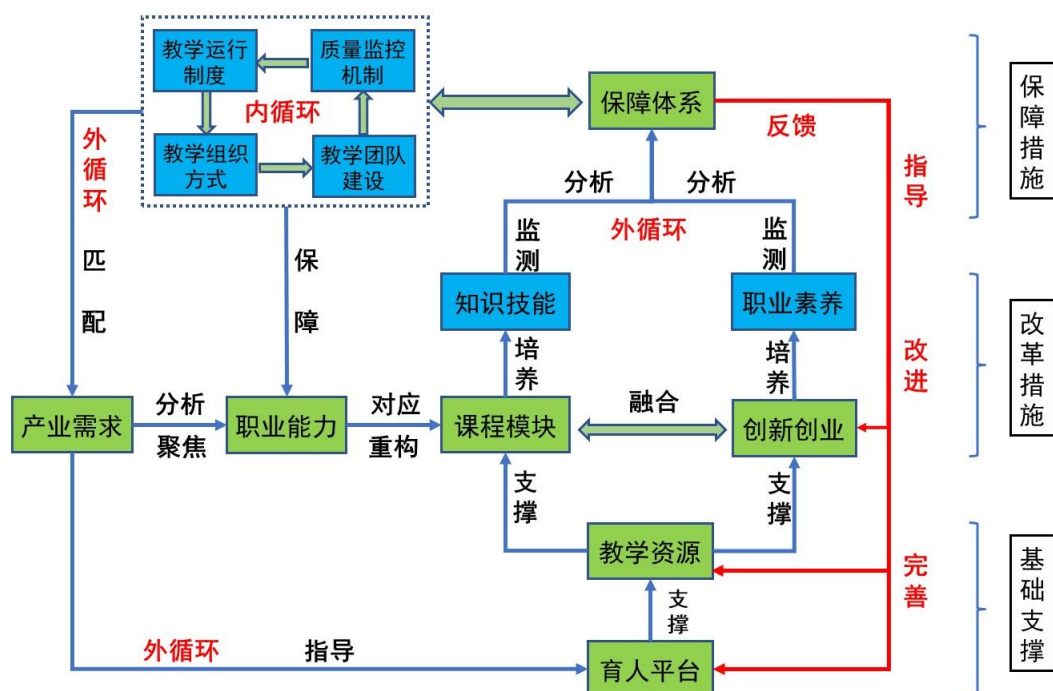 教学运行
制度
质量监控
机制
内循环
教学组织
方式
教学团队
建设
保障体系
反馈
外循环
匹配
保障
指导
保障措施
分析
分析
外循环
监测
监测
知识技能
职业素养
培养
培养
改进
改革措施
产业需求
分析
聚焦
职业能力
对应
重构
课程模块
融合
创新创业
支撑
支撑
教学资源
完善
基础支撑
支撑
外循环
指导
育人平台